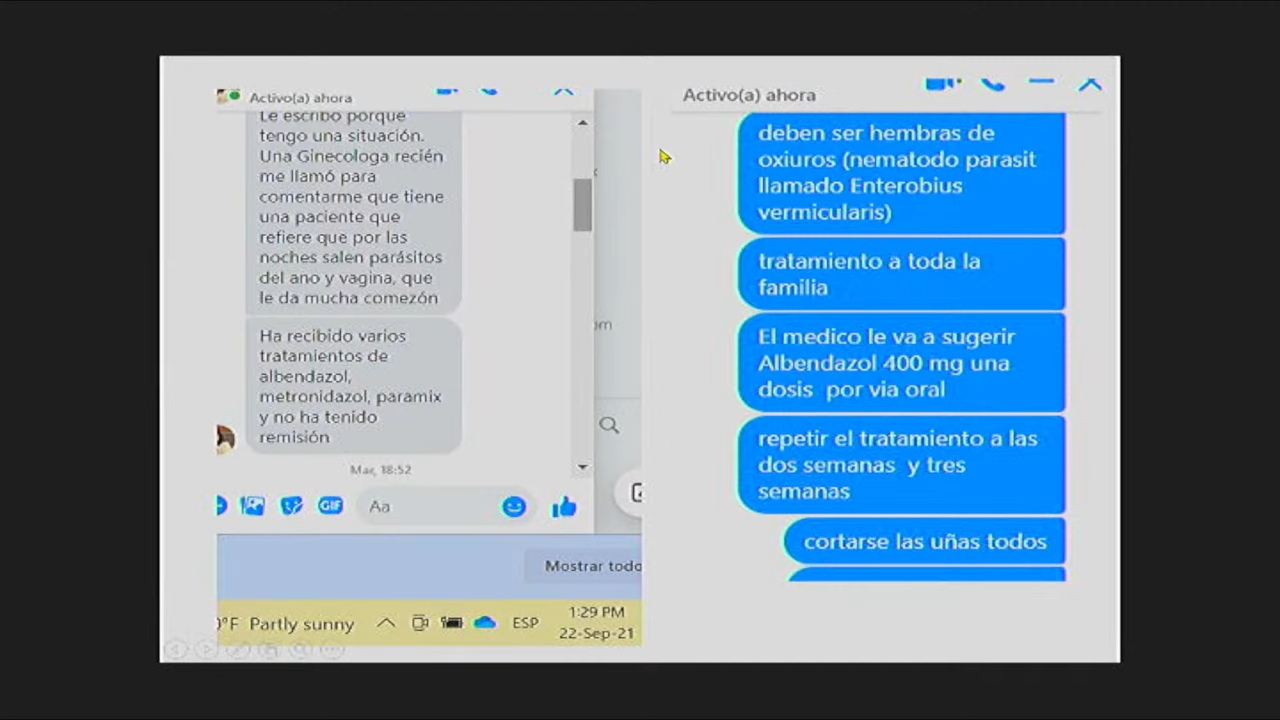 Activo(a) ahora
Le escribo porque
tengo una situación.
Una Ginecologa recién
me llamó para
comentarme que tiene
una paciente que
refiere que por las
noches salen parásitos
del ano y vagina, que
le da mucha comezón
Ha recibido varios
tratamientos de
albendazol,
metronidazol, paramix
y no ha tenido
remisión
Mar, 18:52
GIF
Aa
Mostrar todo
°F Partly sunny
ESP
1:29 PM
22-Sep-21
Activo(a) ahora
deben ser hembras de
oxiuros (nematodo parasit
llamado Enterobius
vermicularis)
tratamiento a toda la
familia
El medico le va a sugerir
Albendazol 400 mg una
dosis por via oral
repetir el tratamiento a las
dos semanas y tres
semanas
cortarse las uñas todos